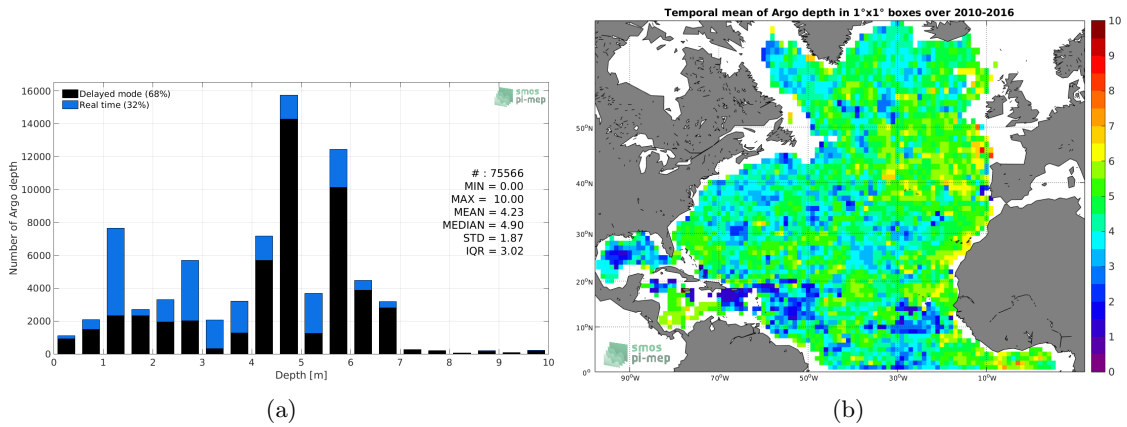 Delayed mode (68%)
Real time (32%)
smos
pi-mep
# : 75566
MIN = 0.00
MAX = 10.00
MEAN = 4.23
MEDIAN = 4.90
STD = 1.87
IQR = 3.02
Number of Argo depth
16000
14000
12000
10000
8000
6000
4000
2000
0
0 1 2 3 4 5 6 7 8 9 10
Depth [m]
(a)
Temporal mean of Argo depth in 1°x1° boxes over 2010-2016
50°N
40°N
30°N
20°N
10°N
0°
90°W 70°W 50°W 30°W 10°W
smos
pi-mep
10
9
8
7
6
5
4
3
2
1
0
(b)